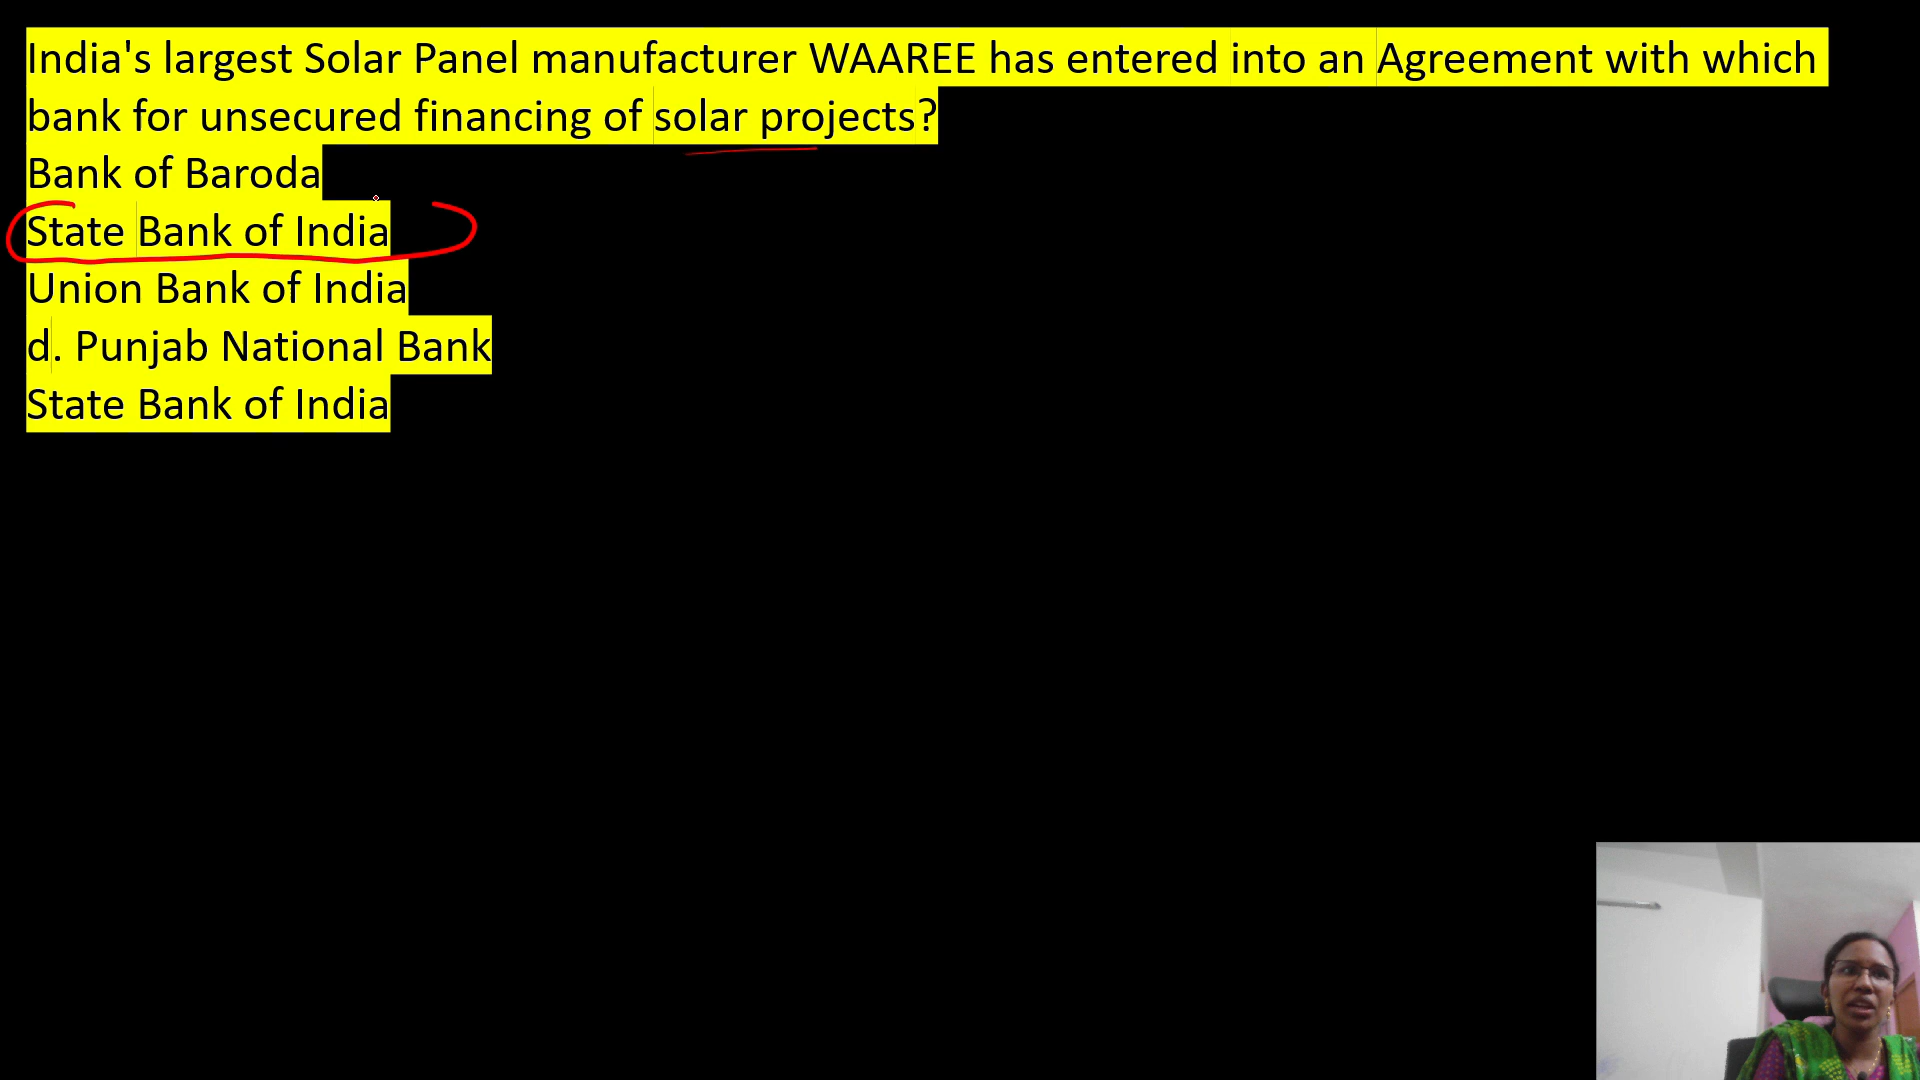 India's largest Solar Panel manufacturer WAAREE has entered into an Agreement with which
bank for unsecured financing of solar projects?
Bank of Baroda
State Bank of India
Union Bank of India
d. Punjab National Bank
State Bank of India